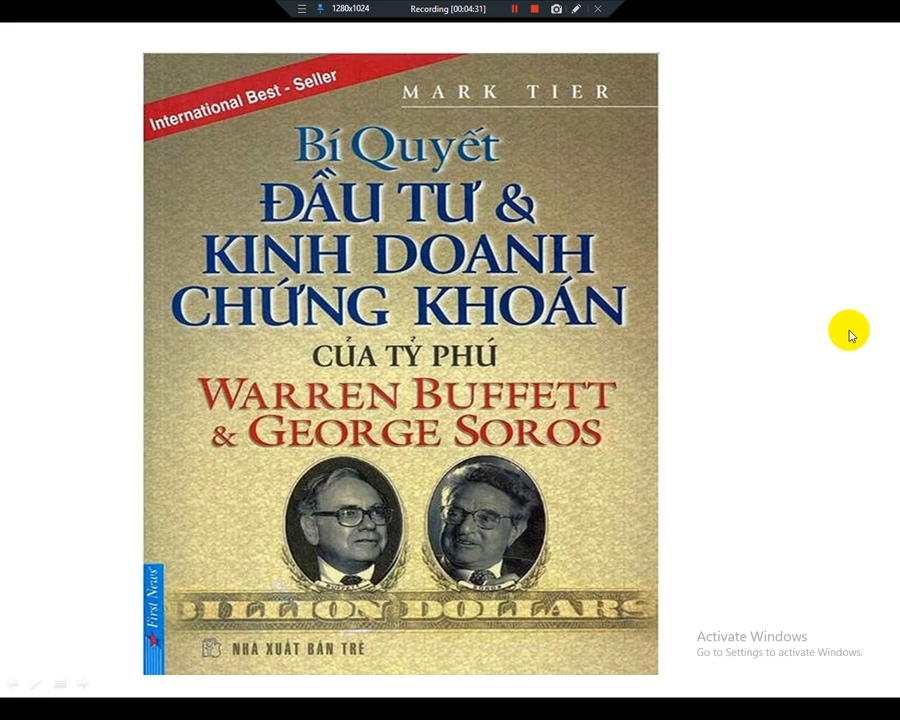 1280x1024
Recording [00:04:31]
International Best - Seller
MARK TIER
Bí Quyết
ĐẦU TƯ &
KINH DOANH
CHỨNG KHOÁN
CỦA TỶ PHÚ
WARREN BUFFETT
& GEORGE SOROS
BUFFETT
SOROS
BILLION DOLLARS
First News
NHÀ XUẤT BẢN TRẺ
Activate Windows
Go to Settings to activate Windows.